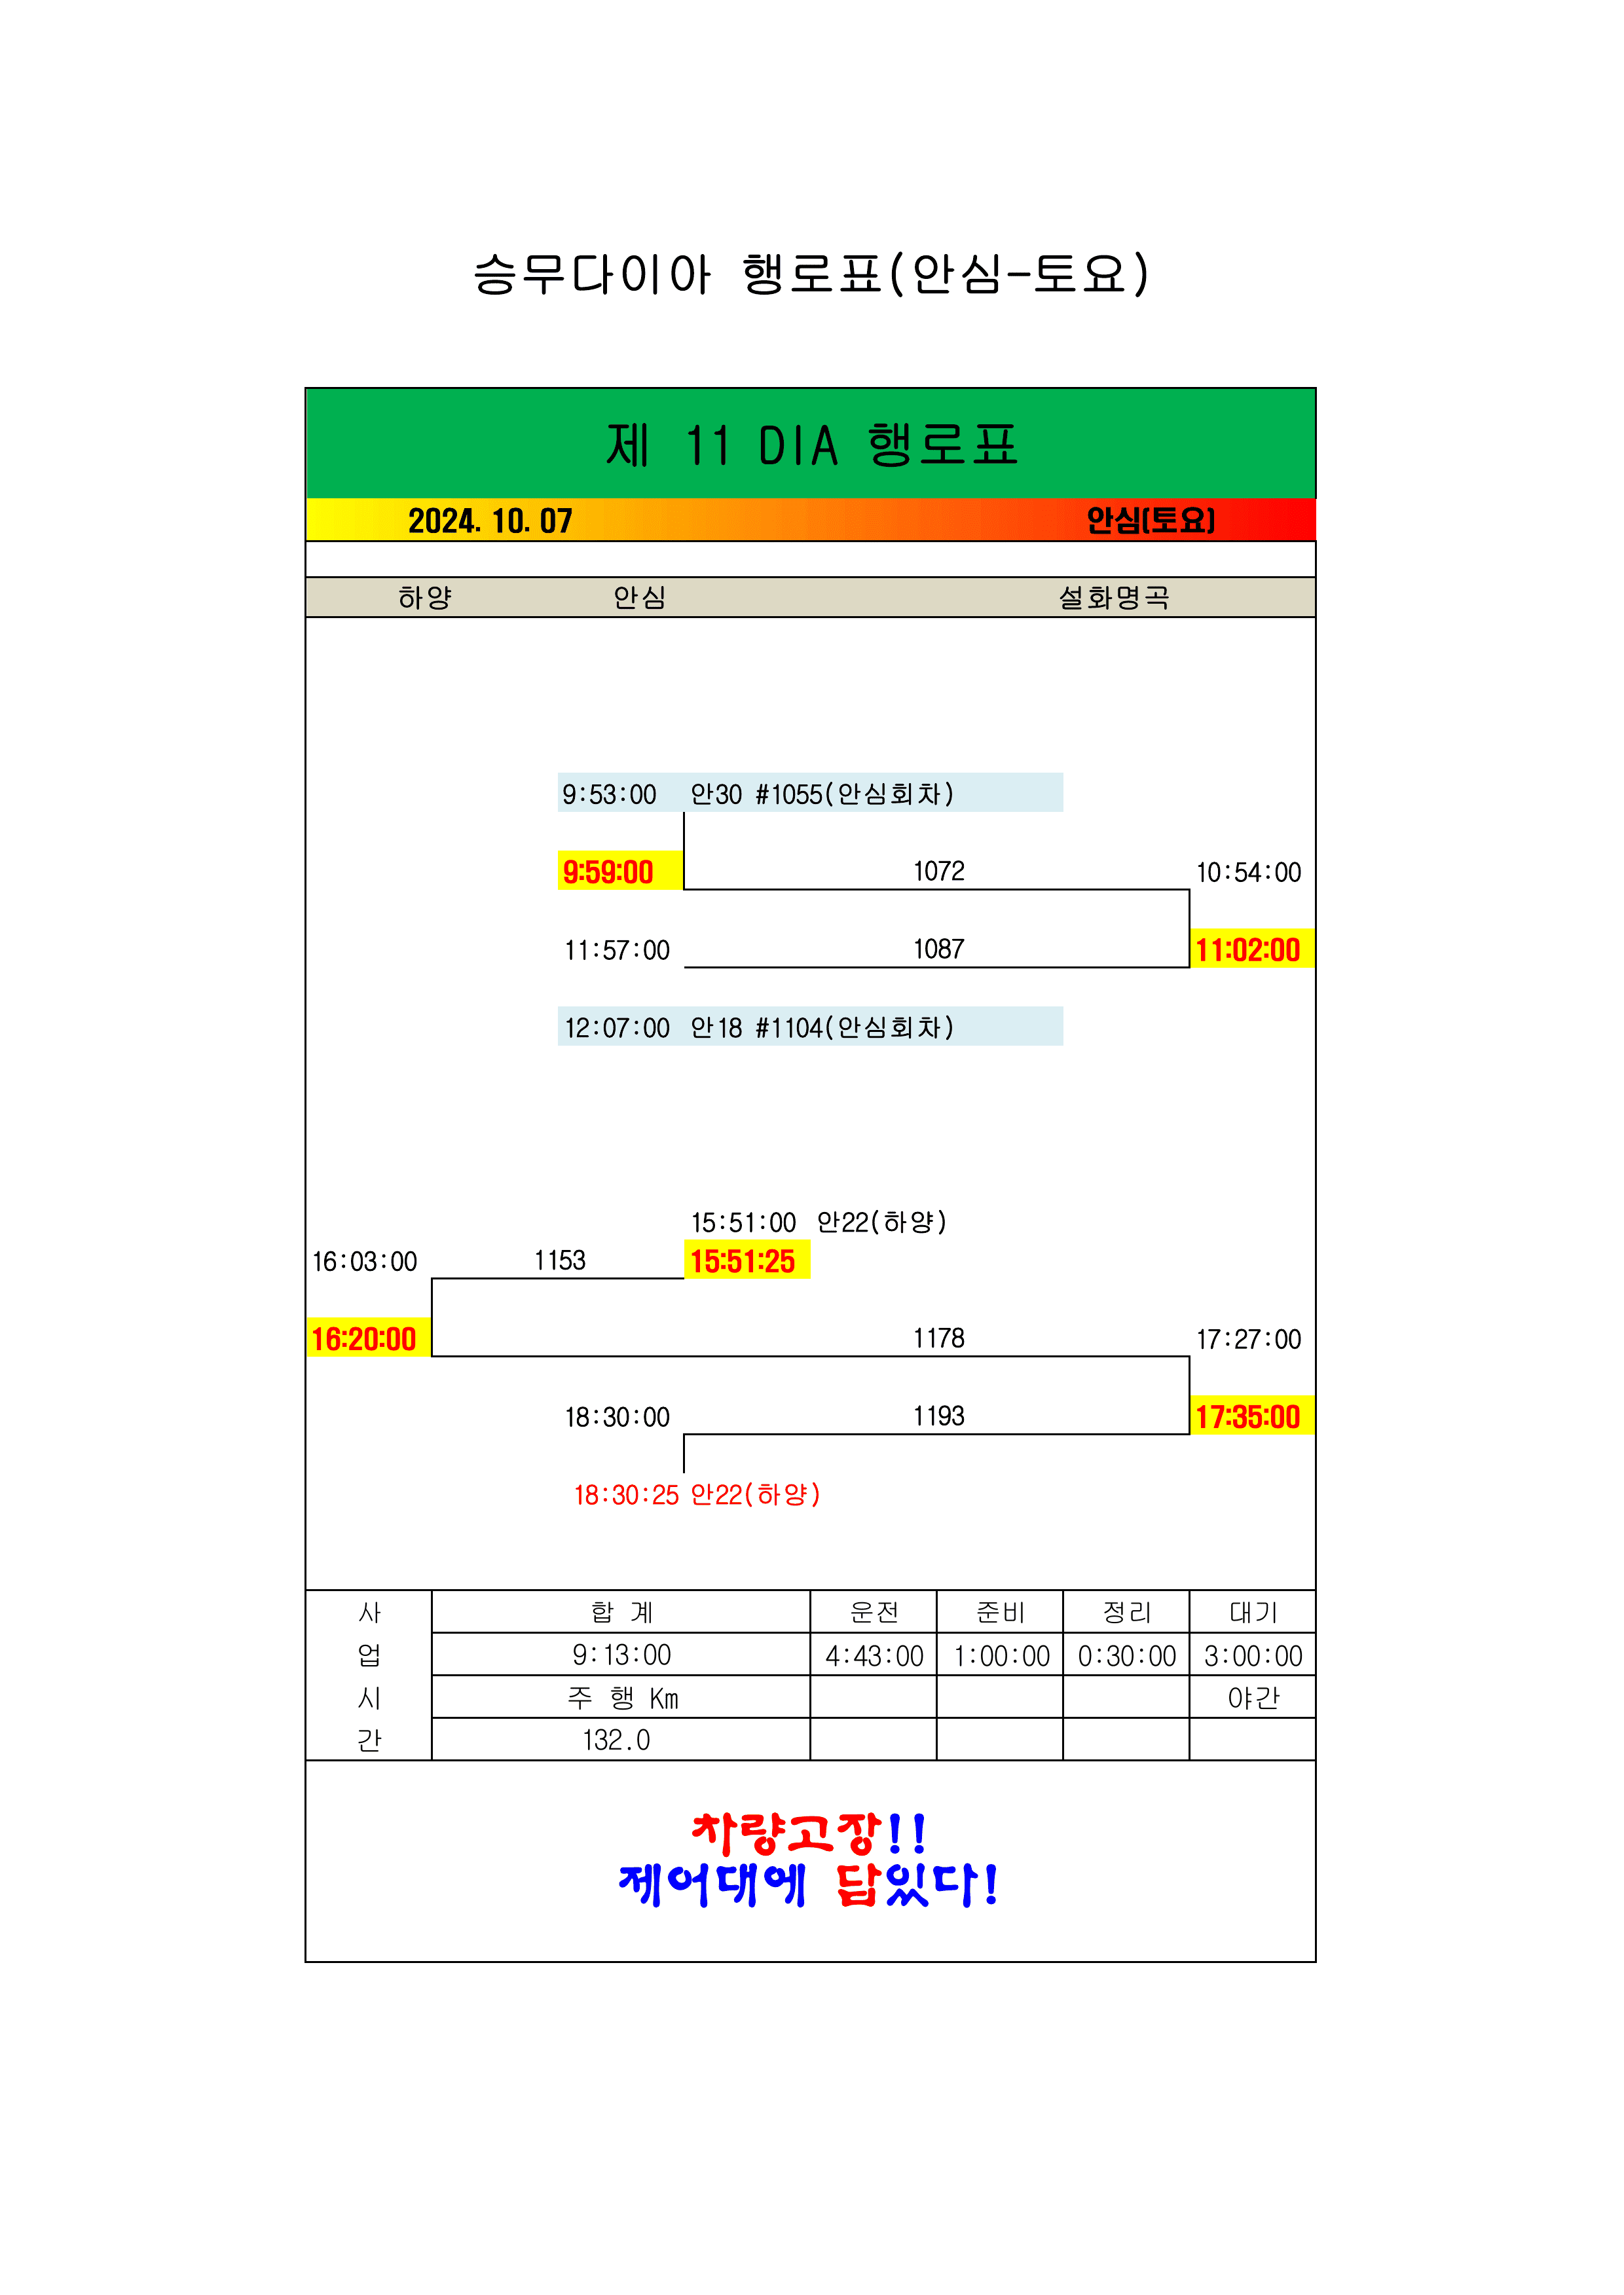 승무다이아 행로표(안심-토요)
제 11 DIA 행로표
2024. 10. 07 안심(토요)
하양 안심 설화명곡
9:53:00 안30 #1055(안심회차)
9:59:00 1072 10:54:00
11:57:00 1087 11:02:00
12:07:00 안18 #1104(안심회차)
15:51:00 안22(하양)
16:03:00 1153 15:51:25
16:20:00 1178 17:27:00
18:30:00 1193 17:35:00
18:30:25 안22(하양)
사 합 계 운전 준비 정리 대기
업 9:13:00 4:43:00 1:00:00 0:30:00 3:00:00
시 주 행 Km 야간
간 132.0
차량고장!!
제어대에 답있다!